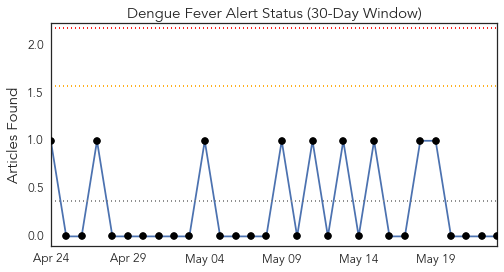 Dengue Fever Alert Status (30-Day Window)
Articles Found
2.0
1.5
1.0
0.5
0.0
Apr 24 Apr 29 May 04 May 09 May 14 May 19